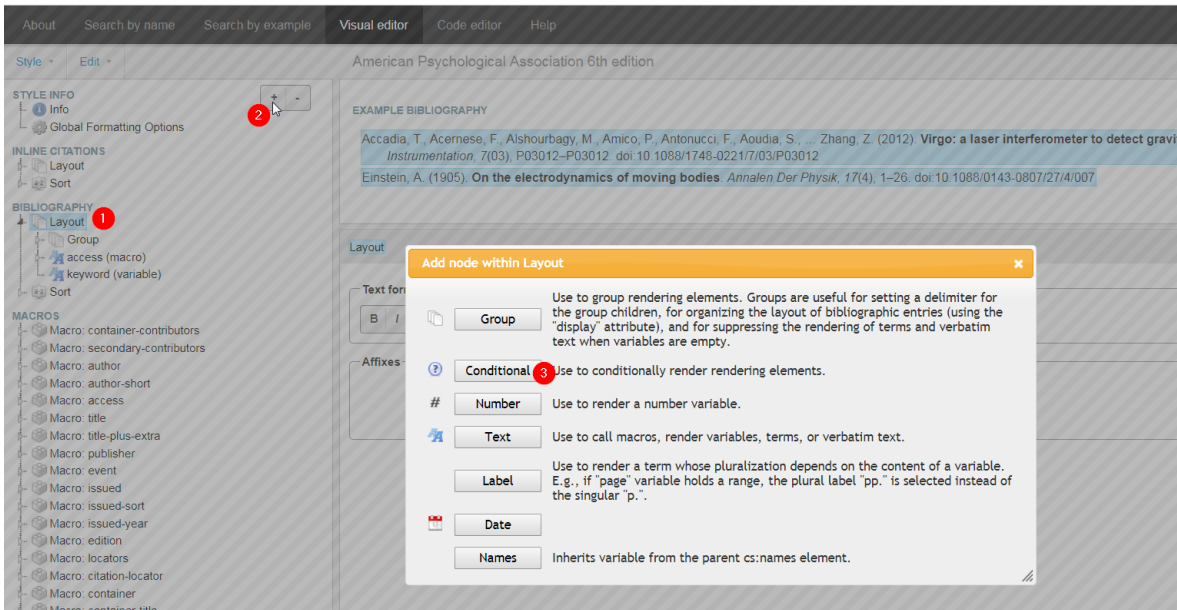 About Search by name Search by example Visual editor Code editor Help
Style Edit American Psychological Association 6th edition
STYLE INFO
Info
Global Formatting Options
+ -
2
INLINE CITATIONS
Layout
Sort
BIBLIOGRAPHY
Layout
1
Group
access (macro)
keyword (variable)
Sort
MACROS
Macro: container-contributors
Macro: secondary-contributors
Macro: author
Macro: author-short
Macro: access
Macro: title
Macro: title-plus-extra
Macro: publisher
Macro: event
Macro: issued
Macro: issued-sort
Macro: issued-year
Macro: edition
Macro: locators
Macro: citation-locator
Macro: container
Macro: container-title
EXAMPLE BIBLIOGRAPHY
Accadia, T., Acernese, F., Alshourbagy, M., Amico, P., Antonucci, F., Aoudia, S., … Zhang, Z. (2012). Virgo: a laser interferometer to detect gravi
Instrumentation, 7(03), P03012–P03012. doi:10.1088/1748-0221/7/03/P03012
Einstein, A. (1905). On the electrodynamics of moving bodies. Annalen Der Physik, 17(4), 1–26. doi:10.1088/0143-0807/27/4/007
Layout
Text for
B I
Affixes
Add node within Layout
Group
Use to group rendering elements. Groups are useful for setting a delimiter for
the group children, for organizing the layout of bibliographic entries (using the
"display" attribute), and for suppressing the rendering of terms and verbatim
text when variables are empty.
Conditional 3 Use to conditionally render rendering elements.
# Number Use to render a number variable.
Text Use to call macros, render variables, terms, or verbatim text.
Label
Use to render a term whose pluralization depends on the content of a variable.
E.g., if "page" variable holds a range, the plural label "pp." is selected instead of
the singular "p.".
Date
Names Inherits variable from the parent cs:names element.